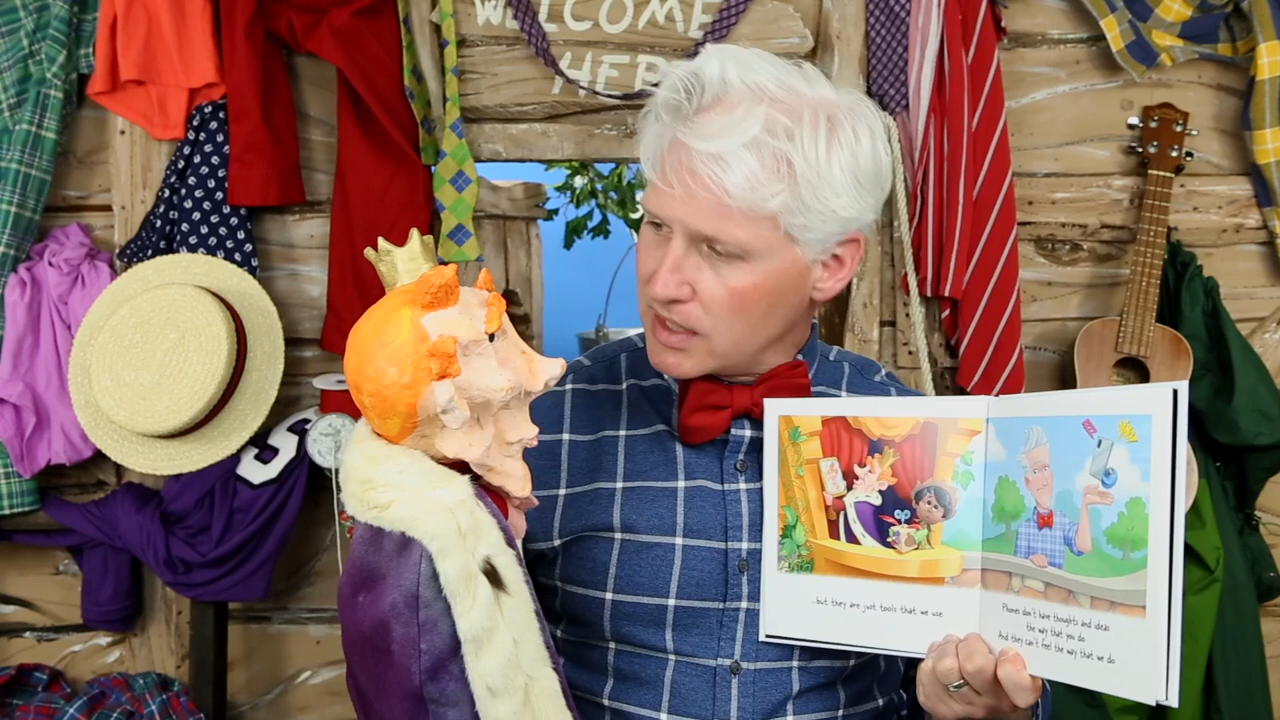 WELCOME
HERE
S
...but they are just tools that we use
Phones don't have thoughts and ideas
the way that you do
And they can't feel the way that we do